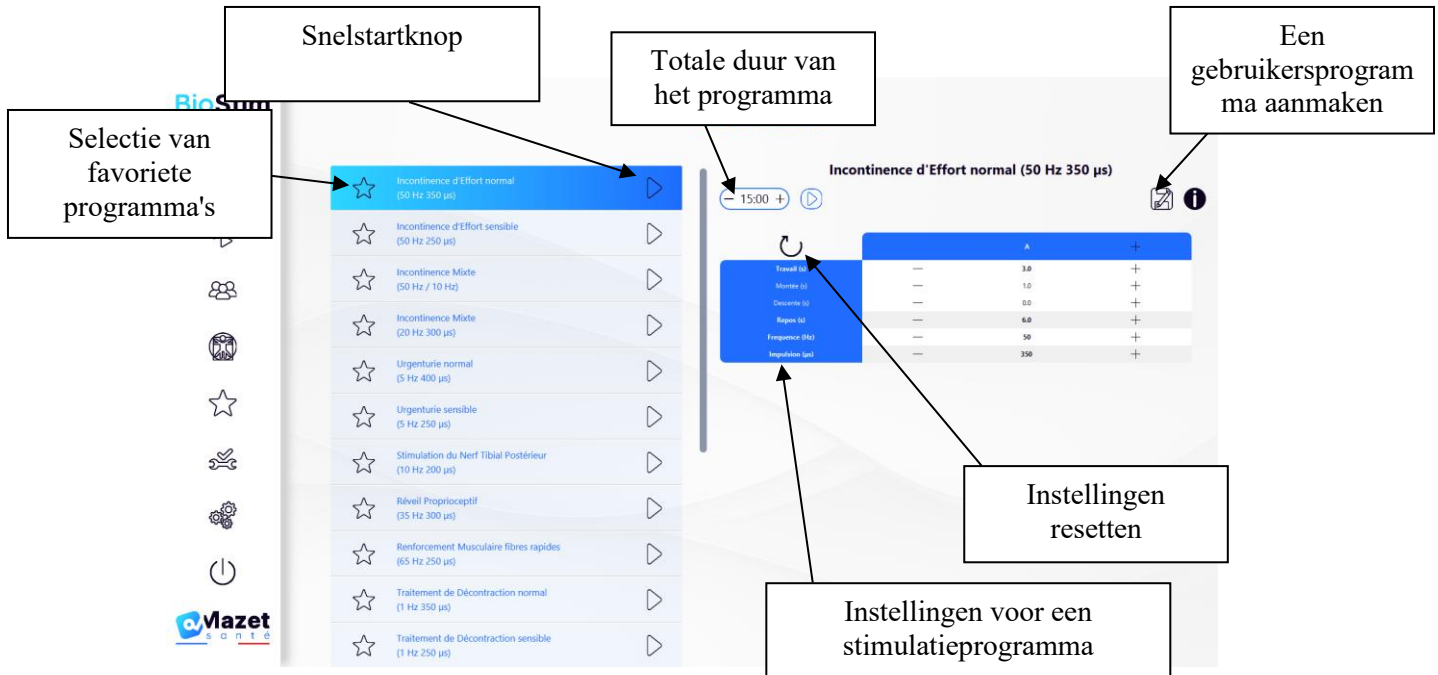 Snelstartknop
Totale duur van
het programma
Een
gebruikersprogram
ma aanmaken
BioStim
Selectie van
favoriete
programma's
Incontinence d'Effort normal
(50 Hz 350 µs)
Incontinence d'Effort sensible
(50 Hz 250 µs)
Incontinence Mixte
(50 Hz / 10 Hz)
Incontinence Mixte
(20 Hz 300 µs)
Urgenturie normal
(5 Hz 400 µs)
Urgenturie sensible
(5 Hz 250 µs)
Stimulation du Nerf Tibial Postérieur
(10 Hz 200 µs)
Réveil Proprioceptif
(35 Hz 300 µs)
Renforcement Musculaire fibres rapides
(65 Hz 250 µs)
Traitement de Décontraction normal
(1 Hz 350 µs)
Traitement de Décontraction sensible
(1 Hz 250 µs)
Incontinence d'Effort normal (50 Hz 350 µs)
− 15:00 +
A +
Travail (s) — 3.0 +
Montée (s) — 1.0 +
Descente (s) — 0.0 +
Repos (s) — 6.0 +
Frequence (Hz) — 50 +
Impulsion (µs) — 350 +
Instellingen
resetten
Instellingen voor een
stimulatieprogramma
Mazet
santé